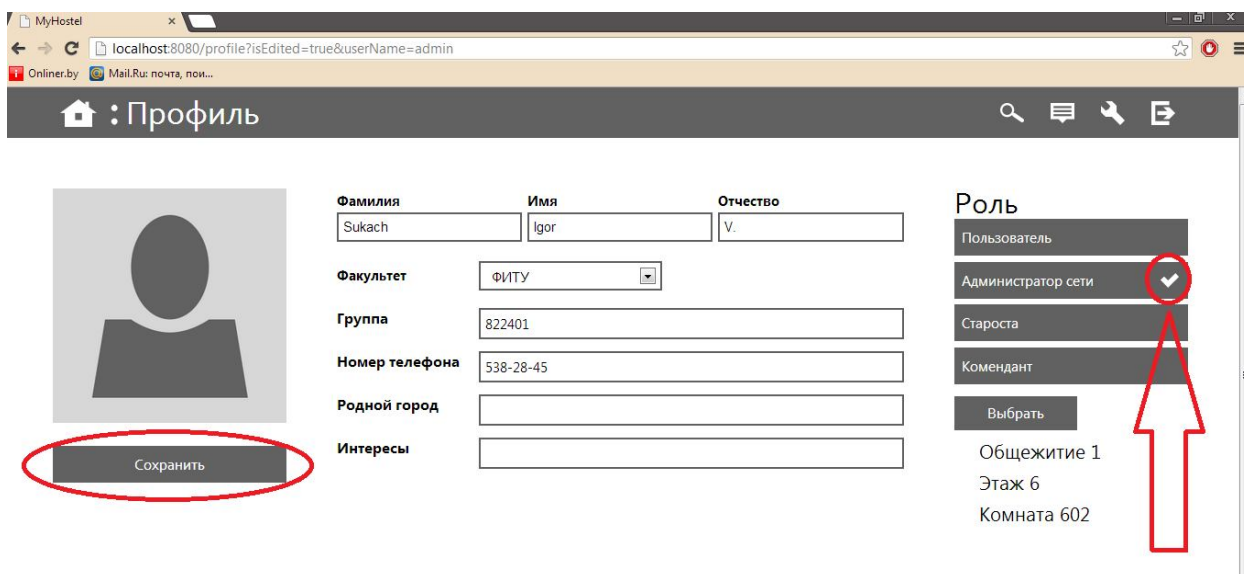 MyHostel
localhost:8080/profile?isEdited=true&userName=admin
Onliner.by Mail.Ru: почта, пои...
: Профиль
Фамилия Имя Отчество
Sukach Igor V.
Факультет ФИТУ
Группа 822401
Номер телефона 538-28-45
Родной город
Интересы
Сохранить
Роль
Пользователь
Администратор сети
Староста
Комендант
Выбрать
Общежитие 1
Этаж 6
Комната 602